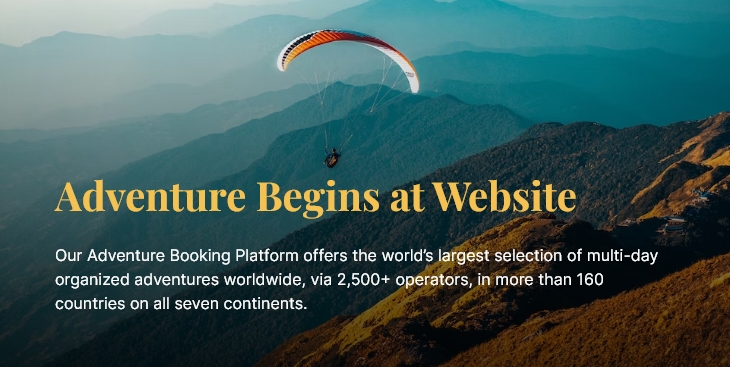 Adventure Begins at Website
Our Adventure Booking Platform offers the world's largest selection of multi-day
organized adventures worldwide, via 2,500+ operators, in more than 160
countries on all seven continents.